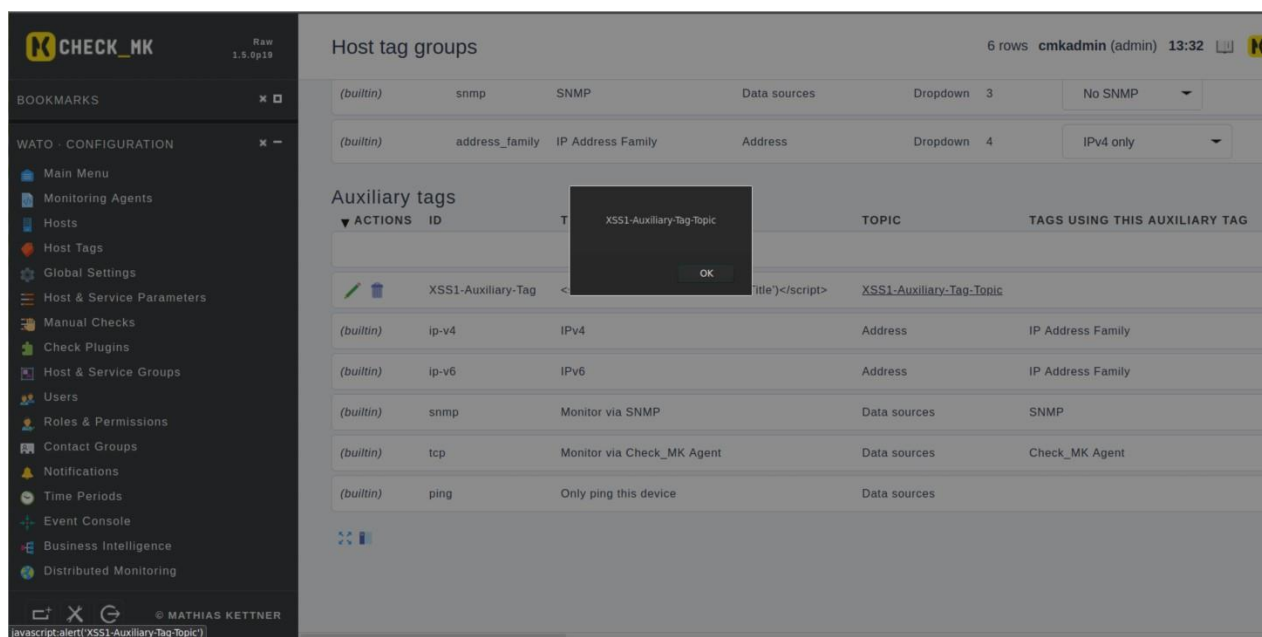 CHECK_MK
Raw
1.5.0p19
Host tag groups
6 rows cmkadmin (admin) 13:32
BOOKMARKS
WATO · CONFIGURATION
Main Menu
Monitoring Agents
Hosts
Host Tags
Global Settings
Host & Service Parameters
Manual Checks
Check Plugins
Host & Service Groups
Users
Roles & Permissions
Contact Groups
Notifications
Time Periods
Event Console
Business Intelligence
Distributed Monitoring
© MATHIAS KETTNER
javascript:alert('XSS1-Auxiliary-Tag-Topic')
(builtin) snmp SNMP Data sources Dropdown 3 No SNMP
(builtin) address_family IP Address Family Address Dropdown 4 IPv4 only
Auxiliary tags
ACTIONS ID T TOPIC TAGS USING THIS AUXILIARY TAG
XSS1-Auxiliary-Tag-Topic
OK
XSS1-Auxiliary-Tag <s Title')</script> XSS1-Auxiliary-Tag-Topic
(builtin) ip-v4 IPv4 Address IP Address Family
(builtin) ip-v6 IPv6 Address IP Address Family
(builtin) snmp Monitor via SNMP Data sources SNMP
(builtin) tcp Monitor via Check_MK Agent Data sources Check_MK Agent
(builtin) ping Only ping this device Data sources